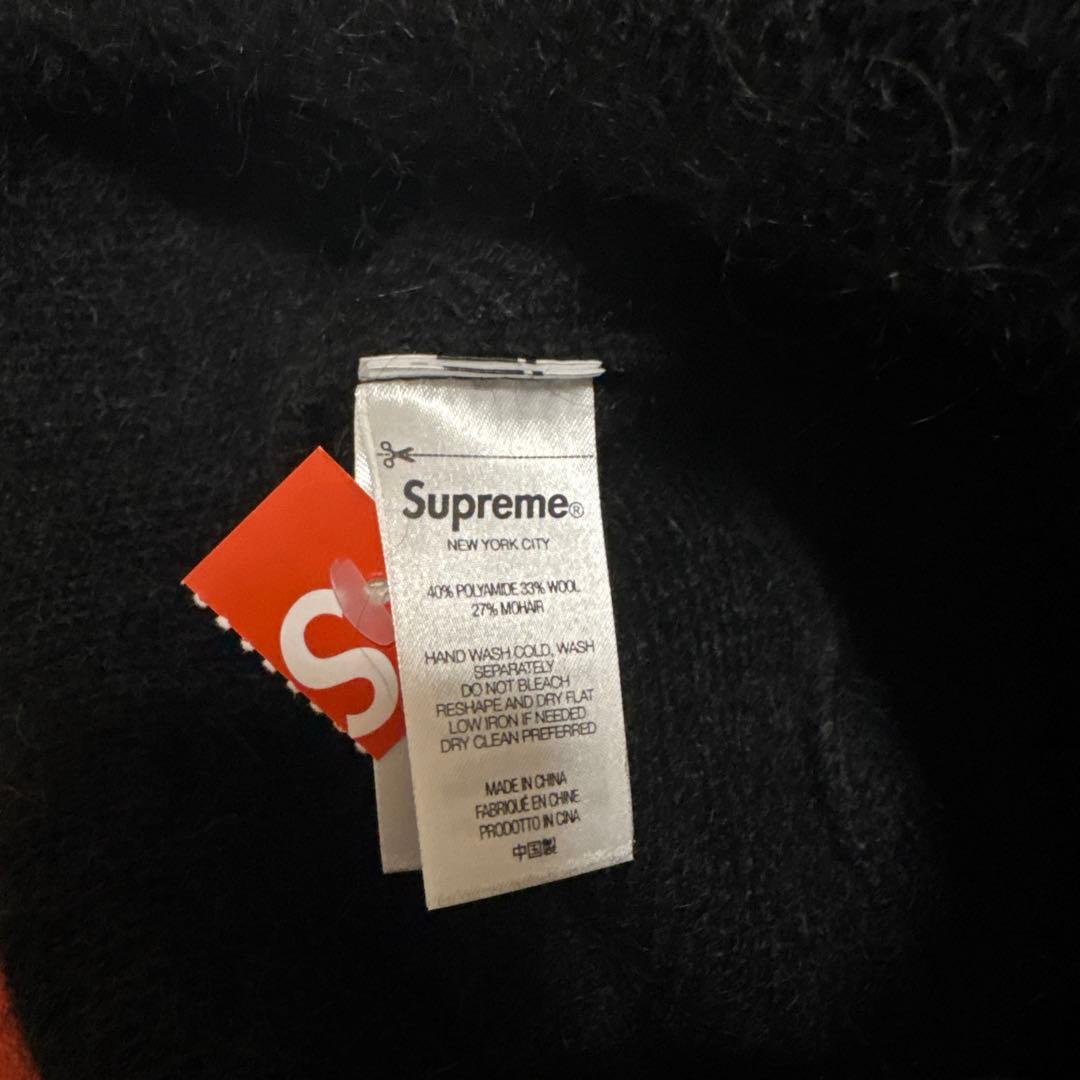 Supreme®
NEW YORK CITY
40% POLYAMIDE 33% WOOL
27% MOHAIR
HAND WASH COLD, WASH
SEPARATELY
DO NOT BLEACH
RESHAPE AND DRY FLAT
LOW IRON IF NEEDED
DRY CLEAN PREFERRED
MADE IN CHINA
FABRIQUÉ EN CHINE
PRODOTTO IN CINA
中国製
S